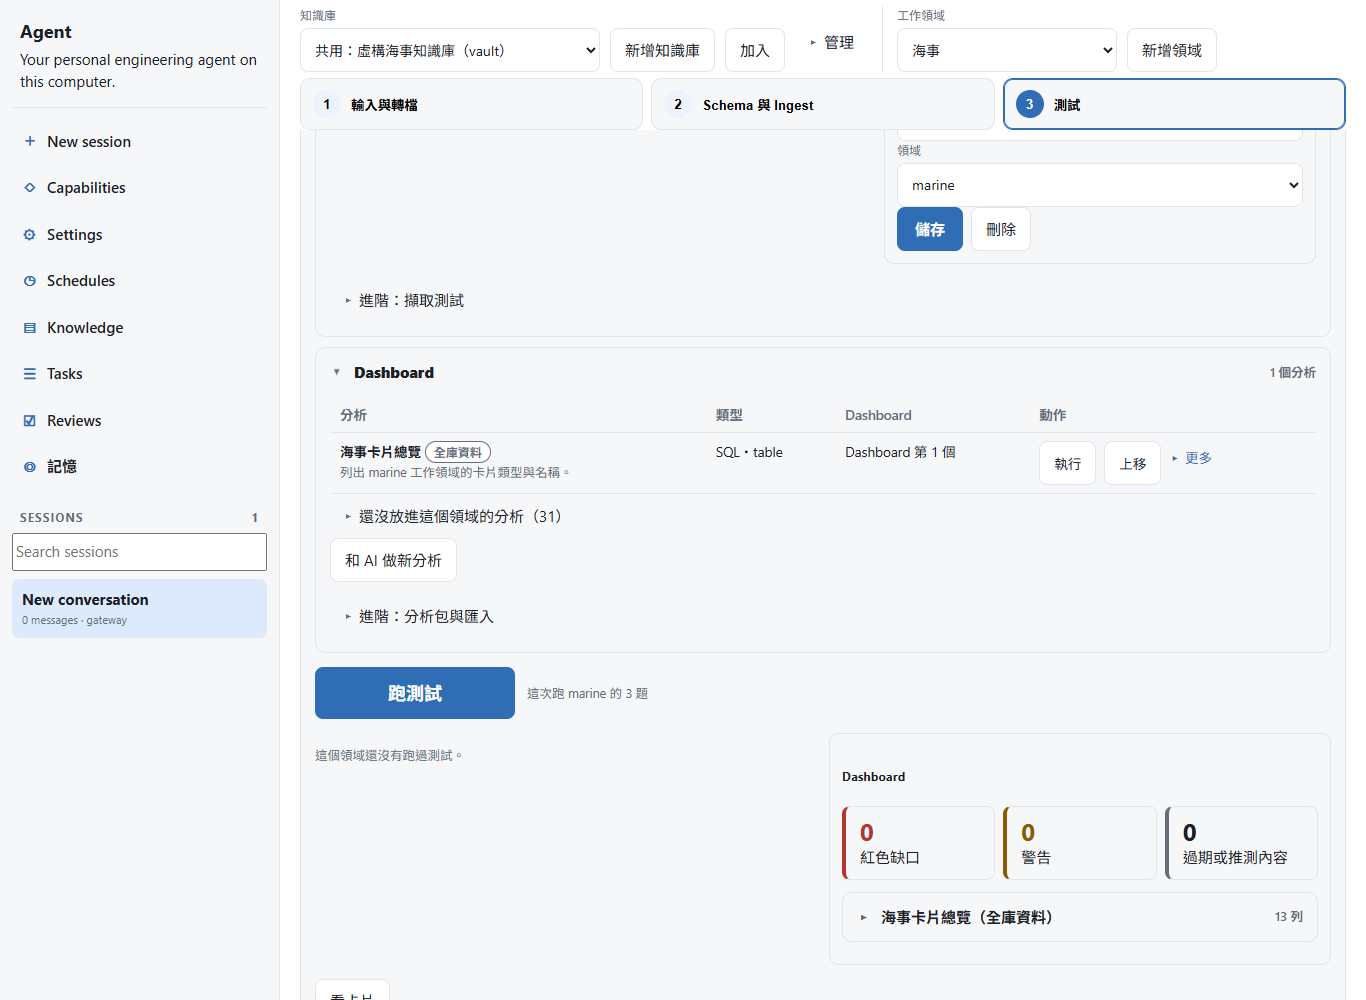 Agent
Your personal engineering agent on
this computer.
New session
Capabilities
Settings
Schedules
Knowledge
Tasks
Reviews
記憶
SESSIONS 1
Search sessions
New conversation
0 messages · gateway
知識庫
共用：虛構海事知識庫（vault）
新增知識庫
加入
管理
工作領域
海事
新增領域
1 輸入與轉檔
2 Schema 與 Ingest
3 測試
領域
marine
儲存
刪除
進階：擷取測試
Dashboard
1 個分析
分析 類型 Dashboard 動作
海事卡片總覽 全庫資料 SQL・table Dashboard 第 1 個 執行 上移 更多
列出 marine 工作領域的卡片類型與名稱。
還沒放進這個領域的分析（31）
和 AI 做新分析
進階：分析包與匯入
跑測試
這次跑 marine 的 3 題
這個領域還沒有跑過測試。
Dashboard
0 紅色缺口
0 警告
0 過期或推測內容
海事卡片總覽（全庫資料） 13 列
看卡片